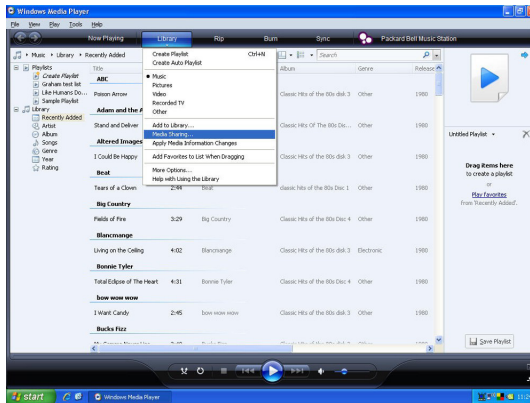 Windows Media Player
File View Play Tools Help
Now Playing Library Rip Burn Sync Packard Bell Music Station
Music Library Recently Added Search
Create Playlist Ctrl+N
Create Auto Playlist
Music
Pictures
Video
Recorded TV
Other
Add to Library...
Media Sharing...
Apply Media Information Changes
Add Favorites to List When Dragging
More Options...
Help with Using the Library
Playlists
Create Playlist
Graham test list
Like Humans Do...
Sample Playlist
Library
Recently Added
Artist
Album
Songs
Genre
Year
Rating
Title Album Genre Release
ABC
Poison Arrow Classic Hits of the 80s disk 3 Other 1980
Adam and the A
Stand and Deliver Classic Hits Of The 80s Dis... Other 1980
Altered Images
I Could Be Happy Classic Hits of the 80s disk 3 Other 1980
Beat
Tears of a Clown 2:44 Beat classic hits of the 80s Disc 1 Other 1980
Big Country
Fields of Fire 3:29 Big Country Classic Hits of the 80s Disc 4 Other 1980
Blancmange
Living on the Ceiling 4:02 Blancmange Classic Hits of the 80s disk 3 Electronic 1980
Bonnie Tyler
Total Eclipse of The Heart 4:31 Bonnie Tyler Classic Hits of the 80s Disc 4 Other 1980
bow wow wow
I Want Candy 2:45 bow wow wow Classic Hits of the 80s disk 3 Other 1980
Bucks Fizz
Untitled Playlist
Drag items here
to create a playlist
or
Play favorites
from 'Recently Added'.
Save Playlist
start Windows Media Player